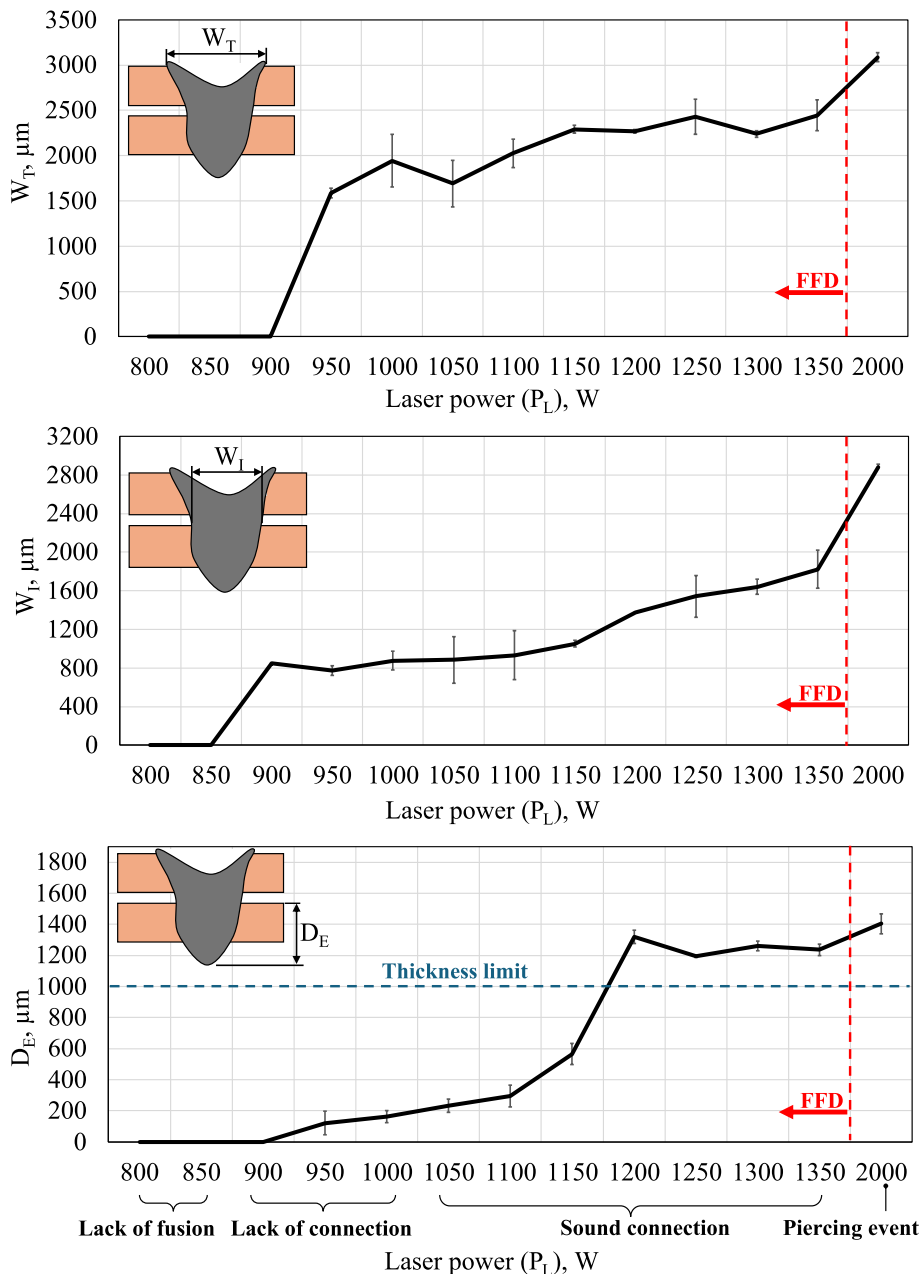 3500
3000
2500
2000
1500
1000
500
0
W_T, µm
W_T
FFD
800 850 900 950 1000 1050 1100 1150 1200 1250 1300 1350 2000
Laser power (P_L), W
3200
2800
2400
2000
1600
1200
800
400
0
W_I, µm
W_I
FFD
800 850 900 950 1000 1050 1100 1150 1200 1250 1300 1350 2000
Laser power (P_L), W
1800
1600
1400
1200
1000
800
600
400
200
0
D_E, µm
D_E
Thickness limit
FFD
800 850 900 950 1000 1050 1100 1150 1200 1250 1300 1350 2000
Lack of fusion Lack of connection Sound connection Piercing event
Laser power (P_L), W